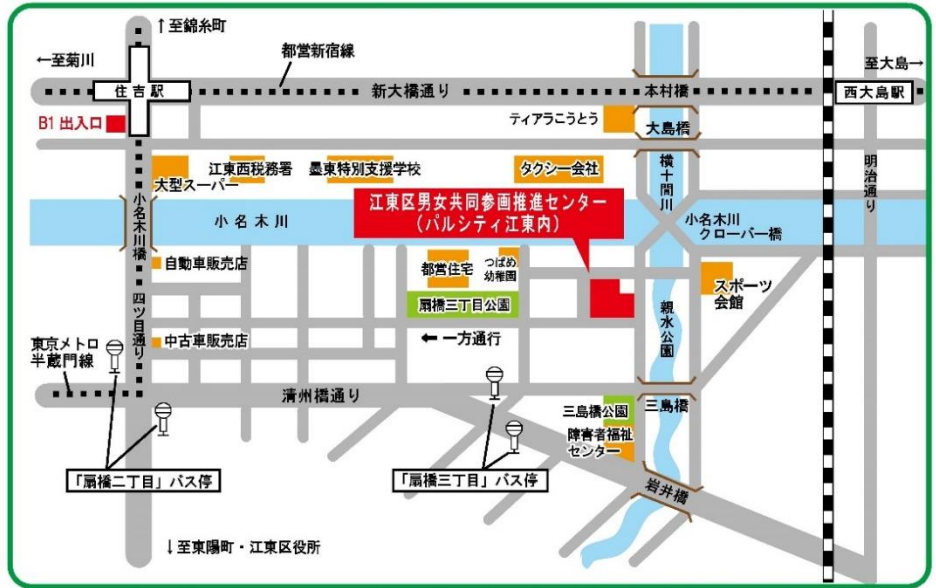 ↑至錦糸町
←至菊川
都営新宿線
至大島→
住吉駅
新大橋通り
本村橋
西大島駅
B1 出入口
ティアラこうとう
大島橋
江東西税務署
墨東特別支援学校
タクシー会社
大型スーパー
横十間川
明治通り
小名木川橋
小名木川
江東区男女共同参画推進センター
（パルシティ江東内）
小名木川
クローバー橋
自動車販売店
都営住宅
つばめ
幼稚園
スポーツ
会館
四ツ目通り
扇橋三丁目公園
親水公園
東京メトロ
半蔵門線
中古車販売店
← 一方通行
清州橋通り
三島橋公園
三島橋
障害者福祉
センター
「扇橋二丁目」バス停
「扇橋三丁目」バス停
岩井橋
↓至東陽町・江東区役所